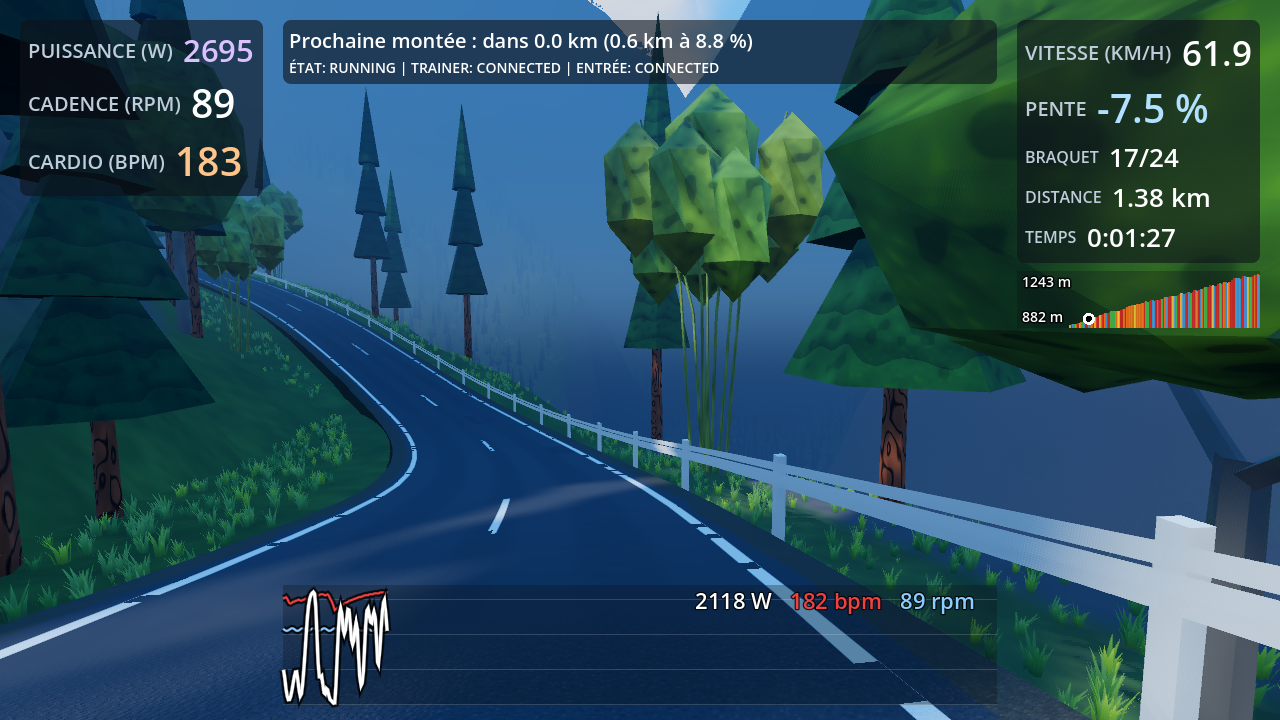 PUISSANCE (W) 2695
CADENCE (RPM) 89
CARDIO (BPM) 183
Prochaine montée : dans 0.0 km (0.6 km à 8.8 %)
ÉTAT: RUNNING | TRAINER: CONNECTED | ENTRÉE: CONNECTED
VITESSE (KM/H) 61.9
PENTE -7.5 %
BRAQUET 17/24
DISTANCE 1.38 km
TEMPS 0:01:27
1243 m
882 m
2118 W 182 bpm 89 rpm